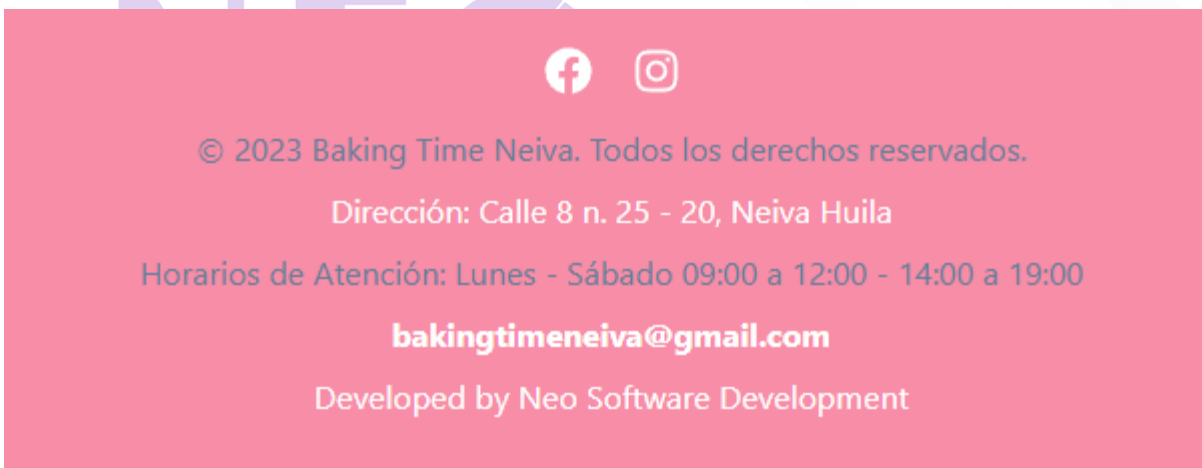 © 2023 Baking Time Neiva. Todos los derechos reservados.
Dirección: Calle 8 n. 25 - 20, Neiva Huila
Horarios de Atención: Lunes - Sábado 09:00 a 12:00 - 14:00 a 19:00
bakingtimeneiva@gmail.com
Developed by Neo Software Development